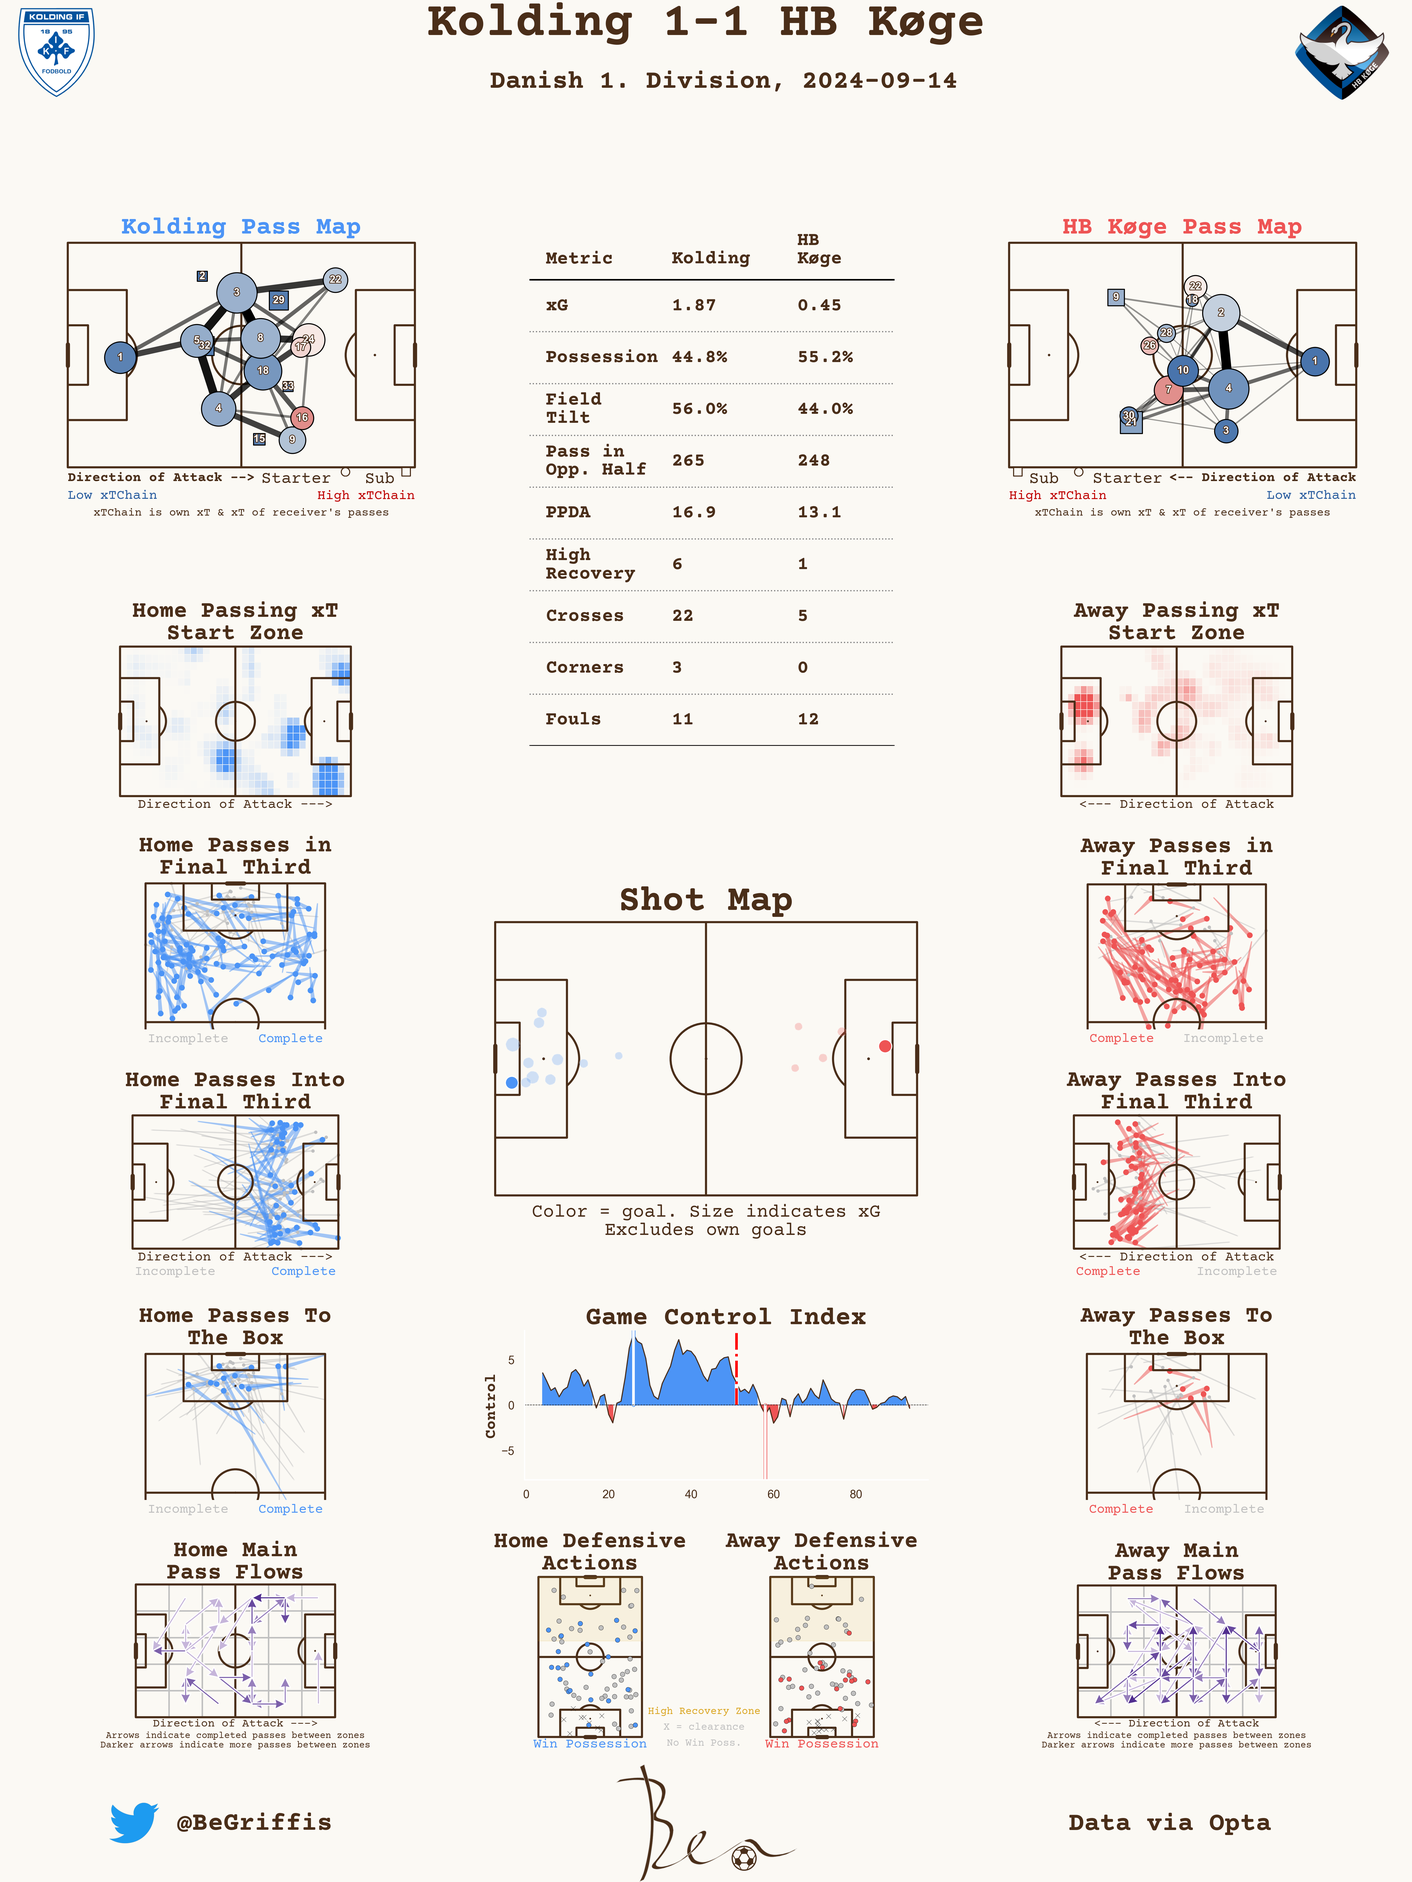 Kolding 1-1 HB Køge
Danish 1. Division, 2024-09-14
KOLDING IF
18 95
K I F
FODBOLD
HB KØGE
Kolding Pass Map
2
22
3
29
5
32
8
24
17
1
18
33
4
16
15
9
Direction of Attack --> Starter Sub
Low xTChain High xTChain
xTChain is own xT & xT of receiver's passes
Metric Kolding HB Køge
xG 1.87 0.45
Possession 44.8% 55.2%
Field Tilt 56.0% 44.0%
Pass in Opp. Half 265 248
PPDA 16.9 13.1
High Recovery 6 1
Crosses 22 5
Corners 3 0
Fouls 11 12
HB Køge Pass Map
22
9
18
2
28
26
1
10
7
4
30
21
3
Sub Starter <-- Direction of Attack
High xTChain Low xTChain
xTChain is own xT & xT of receiver's passes
Home Passing xT
Start Zone
Direction of Attack --->
Away Passing xT
Start Zone
<--- Direction of Attack
Home Passes in
Final Third
Incomplete Complete
Away Passes in
Final Third
Complete Incomplete
Shot Map
Color = goal. Size indicates xG
Excludes own goals
Home Passes Into
Final Third
Direction of Attack --->
Incomplete Complete
Away Passes Into
Final Third
<--- Direction of Attack
Complete Incomplete
Home Passes To
The Box
Incomplete Complete
Game Control Index
Control
5
0
−5
0 20 40 60 80
Away Passes To
The Box
Complete Incomplete
Home Main
Pass Flows
Direction of Attack --->
Arrows indicate completed passes between zones
Darker arrows indicate more passes between zones
Home Defensive
Actions
Win Possession
High Recovery Zone
X = clearance
No Win Poss.
Away Defensive
Actions
Win Possession
Away Main
Pass Flows
<--- Direction of Attack
Arrows indicate completed passes between zones
Darker arrows indicate more passes between zones
@BeGriffis
Ben
Data via Opta